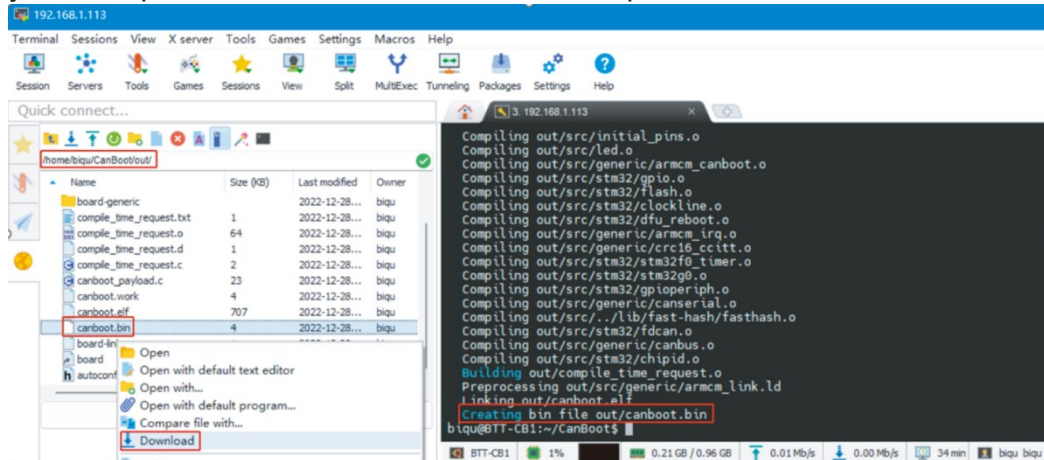 192.168.1.113
Terminal Sessions View X server Tools Games Settings Macros Help
Session Servers Tools Games Sessions View Split MultiExec Tunneling Packages Settings Help
Quick connect...
3. 192.168.1.113
/home/biqu/CanBoot/out/
Name Size (KB) Last modified Owner
board-generic 2022-12-28... biqu
compile_time_request.txt 1 2022-12-28... biqu
compile_time_request.o 64 2022-12-28... biqu
compile_time_request.d 1 2022-12-28... biqu
compile_time_request.c 2 2022-12-28... biqu
canboot_payload.c 23 2022-12-28... biqu
canboot.work 4 2022-12-28... biqu
canboot.elf 707 2022-12-28... biqu
canboot.bin 4 2022-12-28... biqu
board-lin
board
autoconf
Open
Open with default text editor
Open with...
Open with default program...
Compare file with...
Download
Compiling out/src/initial_pins.o
Compiling out/src/led.o
Compiling out/src/generic/armcm_canboot.o
Compiling out/src/stm32/gpio.o
Compiling out/src/stm32/flash.o
Compiling out/src/stm32/clockline.o
Compiling out/src/stm32/dfu_reboot.o
Compiling out/src/generic/armcm_irq.o
Compiling out/src/generic/crc16_ccitt.o
Compiling out/src/stm32/stm32f0_timer.o
Compiling out/src/stm32/stm32g0.o
Compiling out/src/stm32/gpioperiph.o
Compiling out/src/generic/canserial.o
Compiling out/src/../lib/fast-hash/fasthash.o
Compiling out/src/stm32/fdcan.o
Compiling out/src/generic/canbus.o
Compiling out/src/stm32/chipid.o
Building out/compile_time_request.o
Preprocessing out/src/generic/armcm_link.ld
Linking out/canboot.elf
Creating bin file out/canboot.bin
biqu@BTT-CB1:~/CanBoot$
BTT-CB1 1% 0.21 GB / 0.96 GB 0.01 Mb/s 0.00 Mb/s 34 min biqu biqu